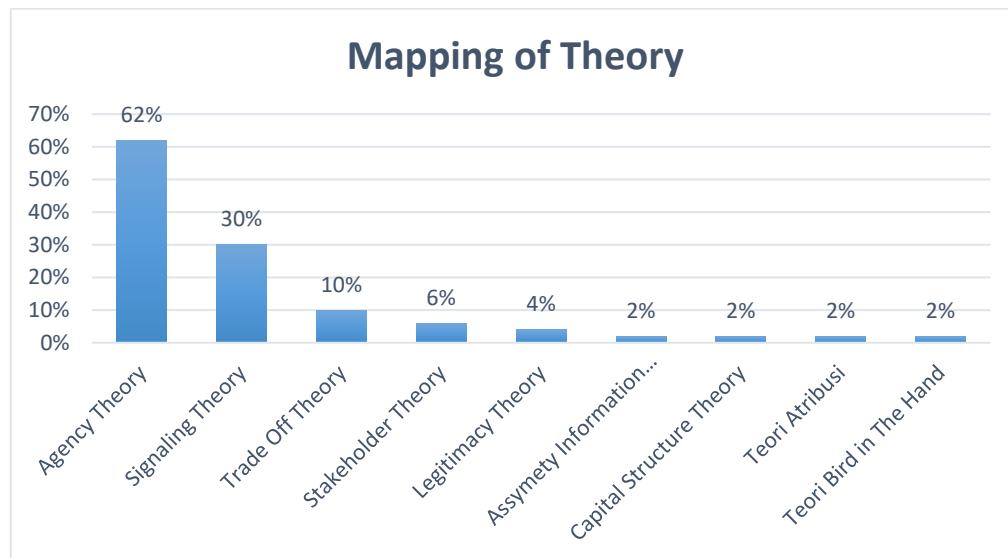 Mapping of Theory
70%
60%
50%
40%
30%
20%
10%
0%
62%
30%
10%
6%
4%
2%
2%
2%
2%
Agency Theory
Signaling Theory
Trade Off Theory
Stakeholder Theory
Legitimacy Theory
Assymety Information...
Capital Structure Theory
Teori Atribusi
Teori Bird in The Hand